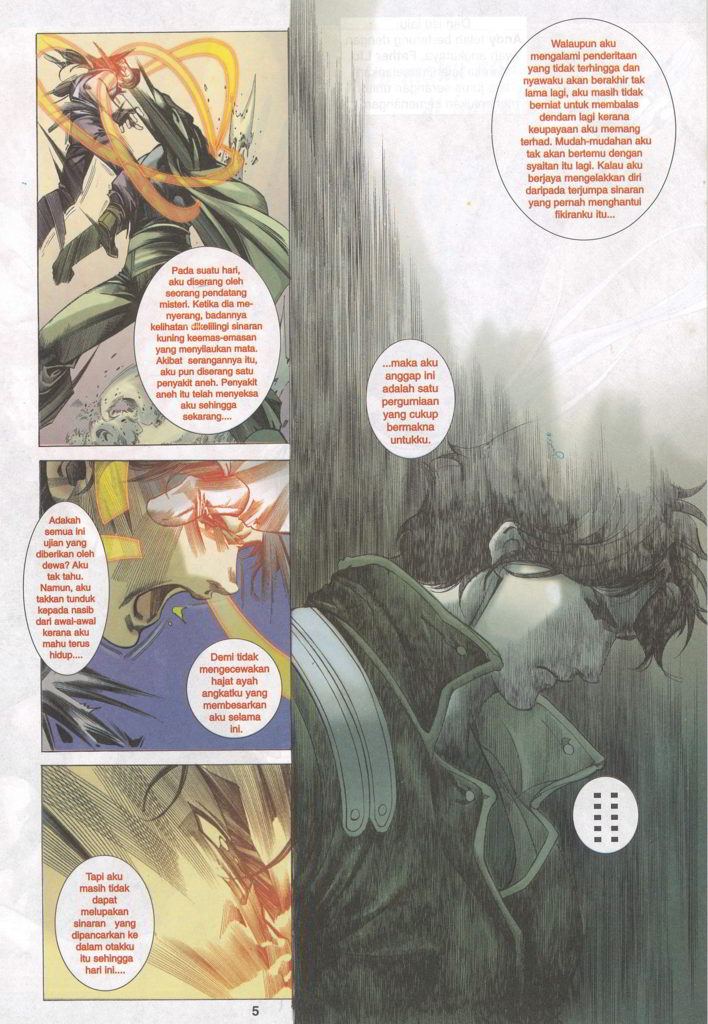 Pada suatu hari,
aku diserang oleh
seorang pendatang
misteri. Ketika dia me-
nyerang, badannya
kelihatan dikelilingi sinaran
kuning keemas-emasan
yang menyilaukan mata.
Akibat serangannya itu,
aku pun diserang satu
penyakit aneh. Penyakit
aneh itu telah menyeksa
aku sehingga
sekarang....
Adakah
semua ini
ujian yang
diberikan oleh
dewa? Aku
tak tahu.
Namun, aku
takkan tunduk
kepada nasib
dari awal-awal
kerana aku
mahu terus
hidup....
Demi tidak
mengecewakan
hajat ayah
angkatku yang
membesarkan
aku selama
ini.
Tapi aku
masih tidak
dapat
melupakan
sinaran yang
dipancarkan ke
dalam otakku
itu sehingga
hari ini....
Walaupun aku
mengalami penderitaan
yang tidak terhingga dan
nyawaku akan berakhir tak
lama lagi, aku masih tidak
berniat untuk membalas
dendam lagi kerana
keupayaan aku memang
terhad. Mudah-mudahan aku
tak akan bertemu dengan
syaitan itu lagi. Kalau aku
berjaya mengelakkan diri
daripada terjumpa sinaran
yang pernah menghantui
fikiranku itu...
...maka aku
anggap ini
adalah satu
pergurniaan
yang cukup
bermakna
untukku.
5